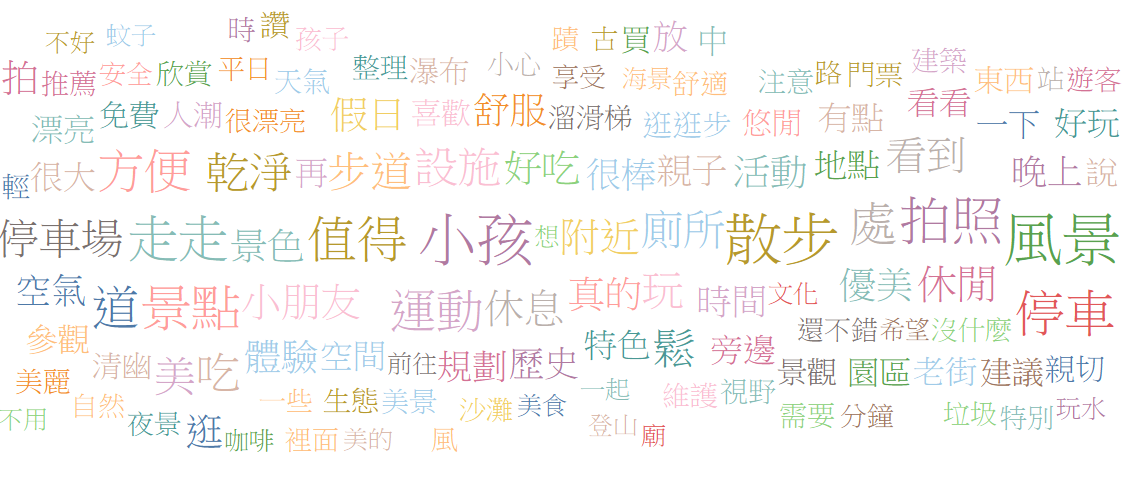 不好 蚊子 時 讚 孩子 蹟 古 買 放 中
拍 推薦 安全 欣賞 平日 天氣 整理 瀑布 小心 享受 海景 舒適 注意 路 門票 建築 東西 站 遊客
漂亮 免費 人潮 很漂亮 假日 喜歡 舒服 溜滑梯 逛逛 步 悠閒 有點 看看 一下 好玩
輕 很大 方便 乾淨 再 步道 設施 好吃 很棒 親子 活動 地點 看到 晚上 說
停車場 走走 景色 值得 小孩 想 附近 廁所 散步 處 拍照 風景
空氣 道 景點 小朋友 運動 休息 真的 玩 時間 文化 優美 休閒 停車
參觀 清幽 美 吃 體驗 空間 前往 規劃 歷史 特色 鬆 旁邊 還不錯 希望 沒什麼
美麗 景觀 園區 老街 建議 親切
不用 自然 夜景 逛 咖啡 一些 生態 美景 沙灘 美食 一起 維護 視野 需要 分鐘 垃圾 特別 玩水
裡面 美的 風 登山 廟